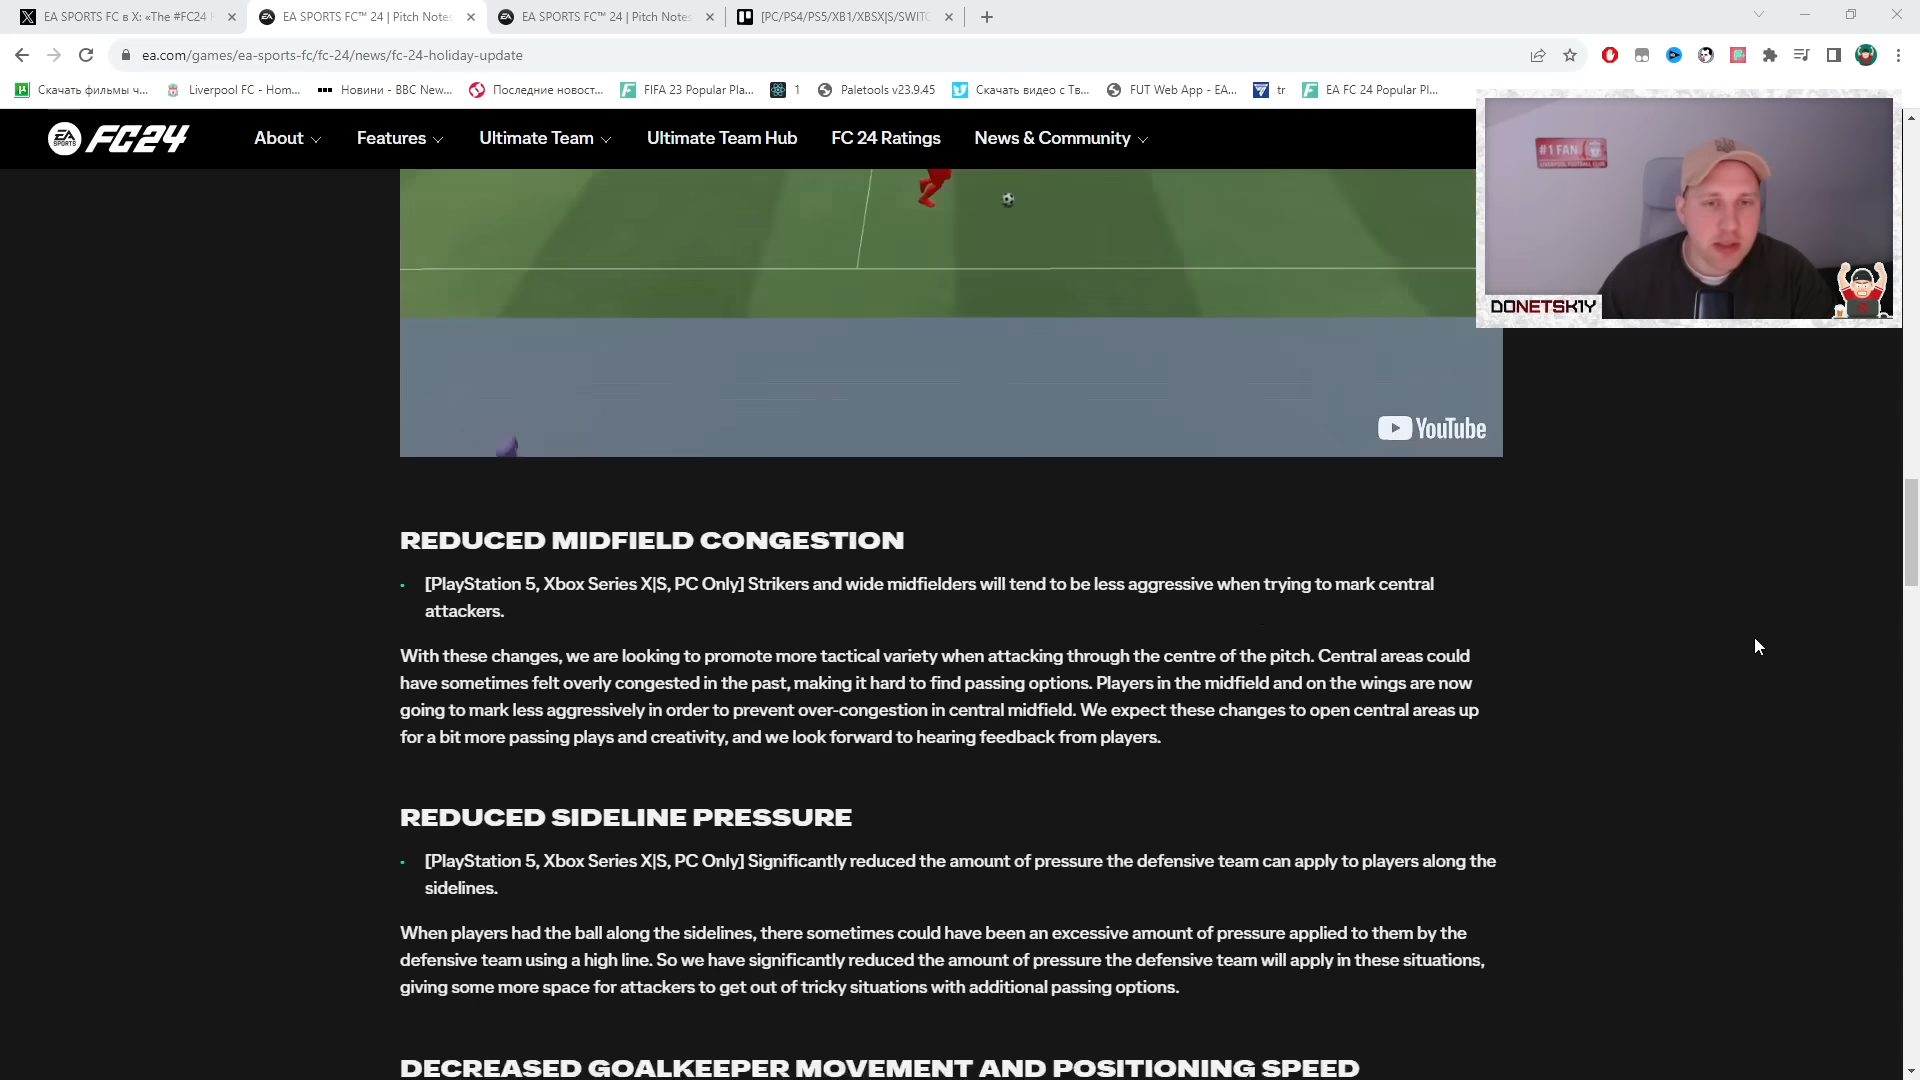 EA SPORTS FC в X: «The #FC24
EA SPORTS FC™ 24 | Pitch Notes
EA SPORTS FC™ 24 | Pitch Notes
[PC/PS4/PS5/XB1/XBSX|S/SWITC
ea.com/games/ea-sports-fc/fc-24/news/fc-24-holiday-update
Скачать фильмы ч...
Liverpool FC - Hom...
Новини - BBC New...
Последние новост...
FIFA 23 Popular Pla...
1
Paletools v23.9.45
Скачать видео с Тв...
FUT Web App - EA...
tr
EA FC 24 Popular Pl...
EA SPORTS FC24
About
Features
Ultimate Team
Ultimate Team Hub
FC 24 Ratings
News & Community
#1 FAN
LIVERPOOL FOOTBALL CLUB
DONETSK1Y
YouTube
REDUCED MIDFIELD CONGESTION
[PlayStation 5, Xbox Series X|S, PC Only] Strikers and wide midfielders will tend to be less aggressive when trying to mark central
attackers.
With these changes, we are looking to promote more tactical variety when attacking through the centre of the pitch. Central areas could
have sometimes felt overly congested in the past, making it hard to find passing options. Players in the midfield and on the wings are now
going to mark less aggressively in order to prevent over-congestion in central midfield. We expect these changes to open central areas up
for a bit more passing plays and creativity, and we look forward to hearing feedback from players.
REDUCED SIDELINE PRESSURE
[PlayStation 5, Xbox Series X|S, PC Only] Significantly reduced the amount of pressure the defensive team can apply to players along the
sidelines.
When players had the ball along the sidelines, there sometimes could have been an excessive amount of pressure applied to them by the
defensive team using a high line. So we have significantly reduced the amount of pressure the defensive team will apply in these situations,
giving some more space for attackers to get out of tricky situations with additional passing options.
DECREASED GOALKEEPER MOVEMENT AND POSITIONING SPEED